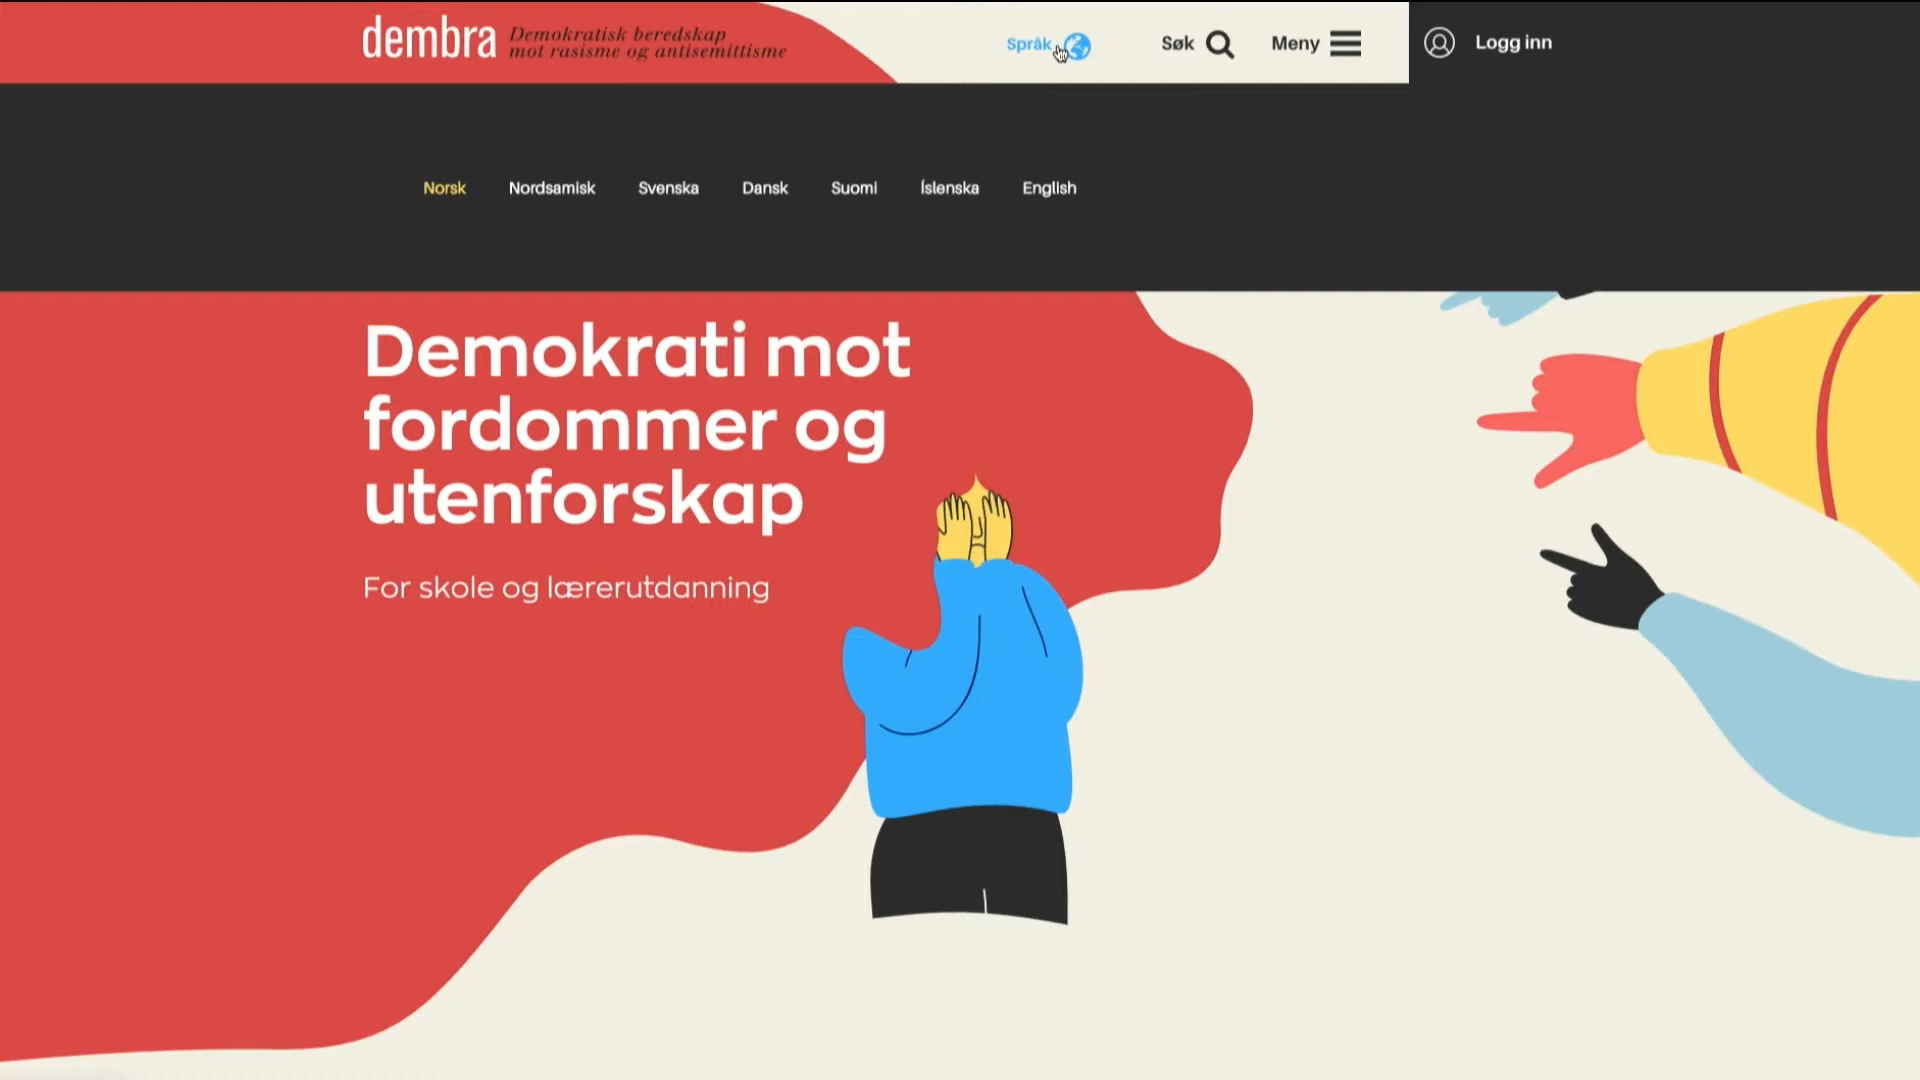 dembra
Demokratisk beredskap
mot rasisme og antisemittisme
Språk
Søk
Meny
Logg inn
Norsk
Nordsamisk
Svenska
Dansk
Suomi
Íslenska
English
Demokrati mot
fordommer og
utenforskap
For skole og lærerutdanning